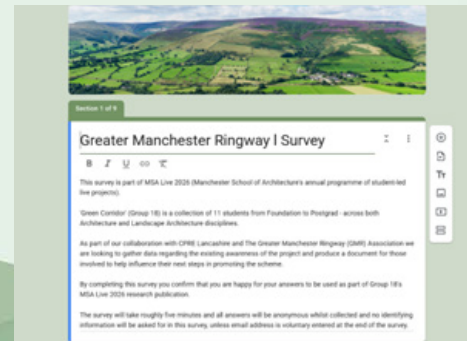 Section 1 of 9
Greater Manchester Ringway l Survey
B I U
This survey is part of MSA Live 2026 (Manchester School of Architecture's annual programme of student-led
live projects).
'Green Corridor' (Group 18) is a collection of 11 students from Foundation to Postgrad - across both
Architecture and Landscape Architecture disciplines.
As part of our collaboration with CPRE Lancashire and The Greater Manchester Ringway (GMR) Association we
are looking to gather data regarding the existing awareness of the project and produce a document for those
involved to help influence their next steps in promoting the scheme.
By completing this survey you confirm that you are happy for your answers to be used as part of Group 18's
MSA Live 2026 research publication.
The survey will take roughly five minutes and all answers will be anonymous whilst collected and no identifying
information will be asked for in this survey, unless email address is voluntary entered at the end of the survey.
Tт